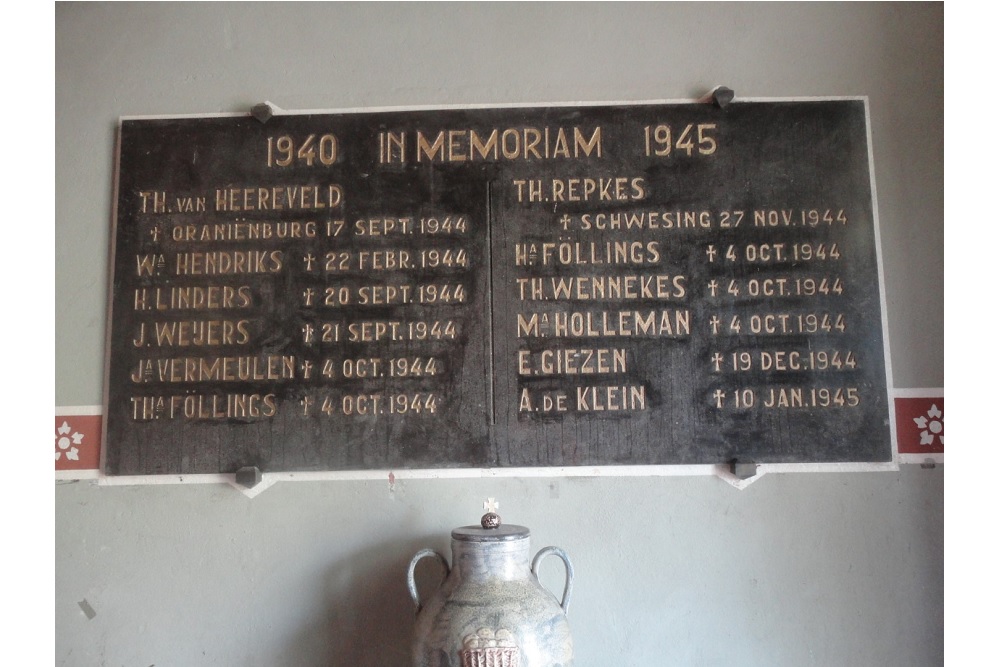 1940 IN MEMORIAM 1945
TH. VAN HEEREVELD
✝ ORANIËNBURG 17 SEPT. 1944
Wᴬ HENDRIKS ✝ 22 FEBR. 1944
H. LINDERS ✝ 20 SEPT. 1944
J. WEIJERS ✝ 21 SEPT. 1944
Jᴬ VERMEULEN ✝ 4 OCT. 1944
THᴬ FÖLLINGS ✝ 4 OCT. 1944
TH. REPKES
✝ SCHWESING 27 NOV. 1944
Hᴬ FÖLLINGS ✝ 4 OCT. 1944
TH. WENNEKES ✝ 4 OCT. 1944
Mᴬ HOLLEMAN ✝ 4 OCT. 1944
E. GIEZEN ✝ 19 DEC. 1944
A. DE KLEIN ✝ 10 JAN. 1945